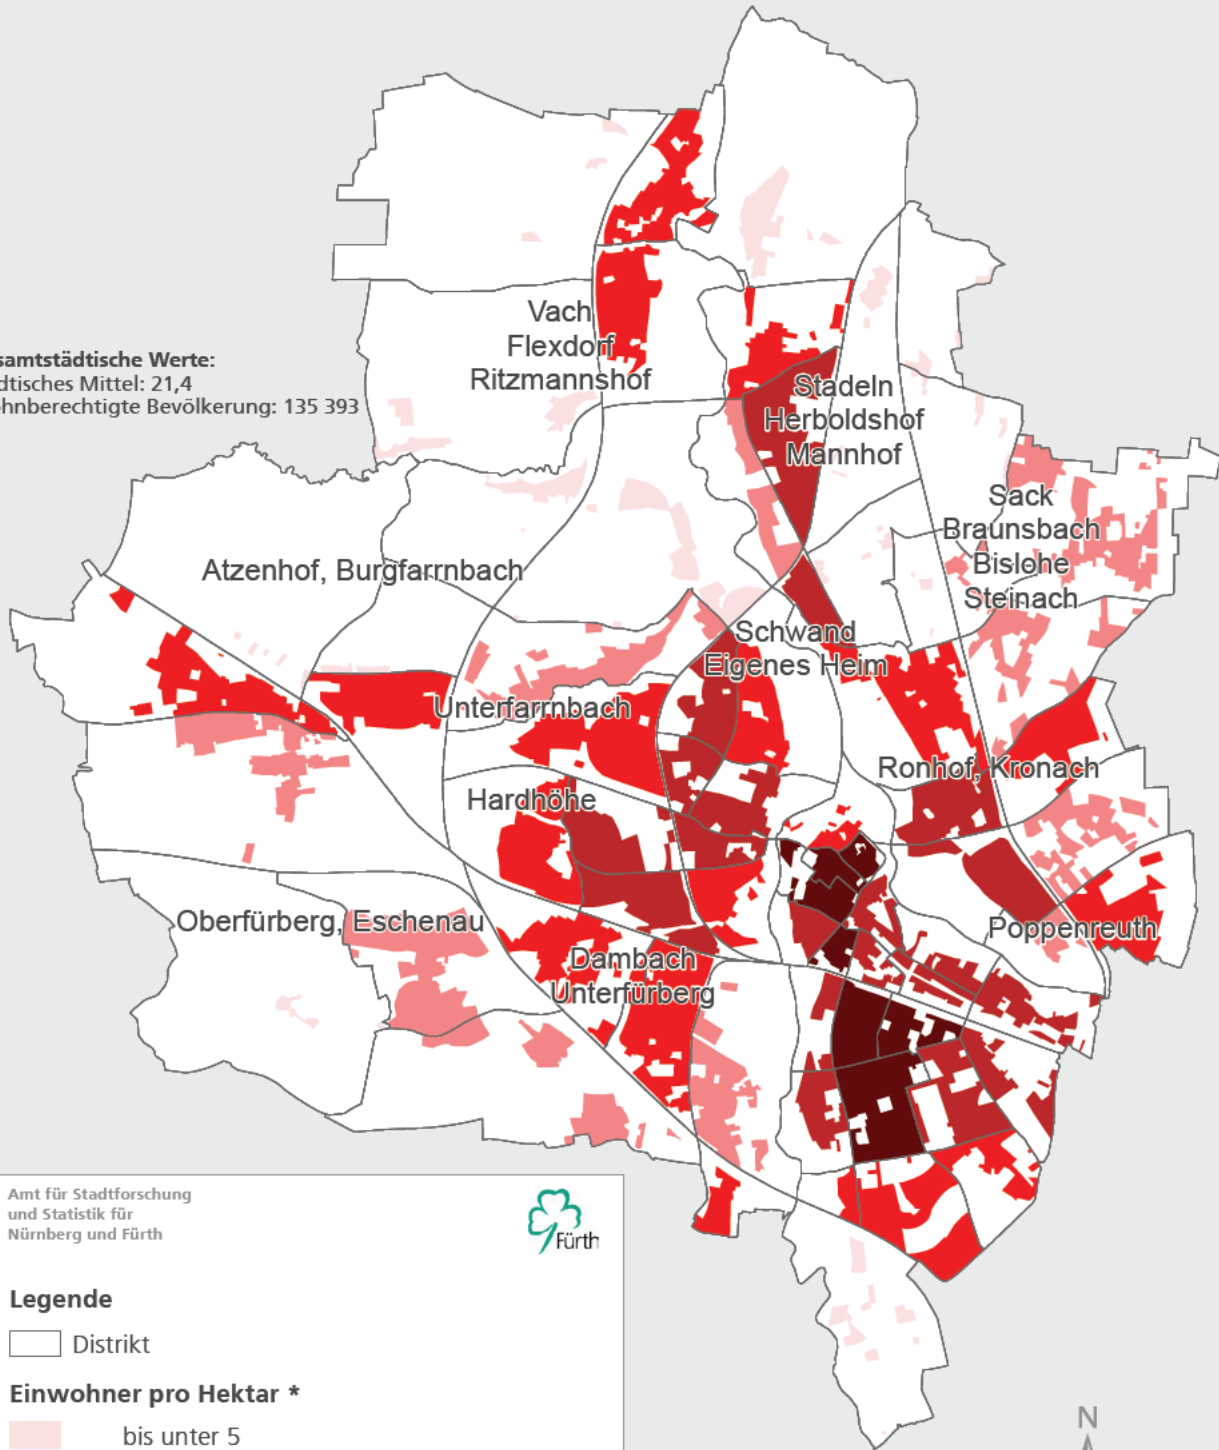 Vach
Flexdorf
Ritzmannshof
samtstädtische Werte:
dtisches Mittel: 21,4
ohnberechtigte Bevölkerung: 135 393
Stadeln
Herboldshof
Mannhof
Sack
Braunsbach
Bislohe
Steinach
Atzenhof, Burgfarrnbach
Schwand
Eigenes Heim
Unterfarrnbach
Ronhof, Kronach
Hardhöhe
Oberfürberg, Eschenau
Poppenreuth
Dambach
Unterfürberg
Amt für Stadtforschung
und Statistik für
Nürnberg und Fürth
Fürth
Legende
Distrikt
Einwohner pro Hektar *
bis unter 5
N